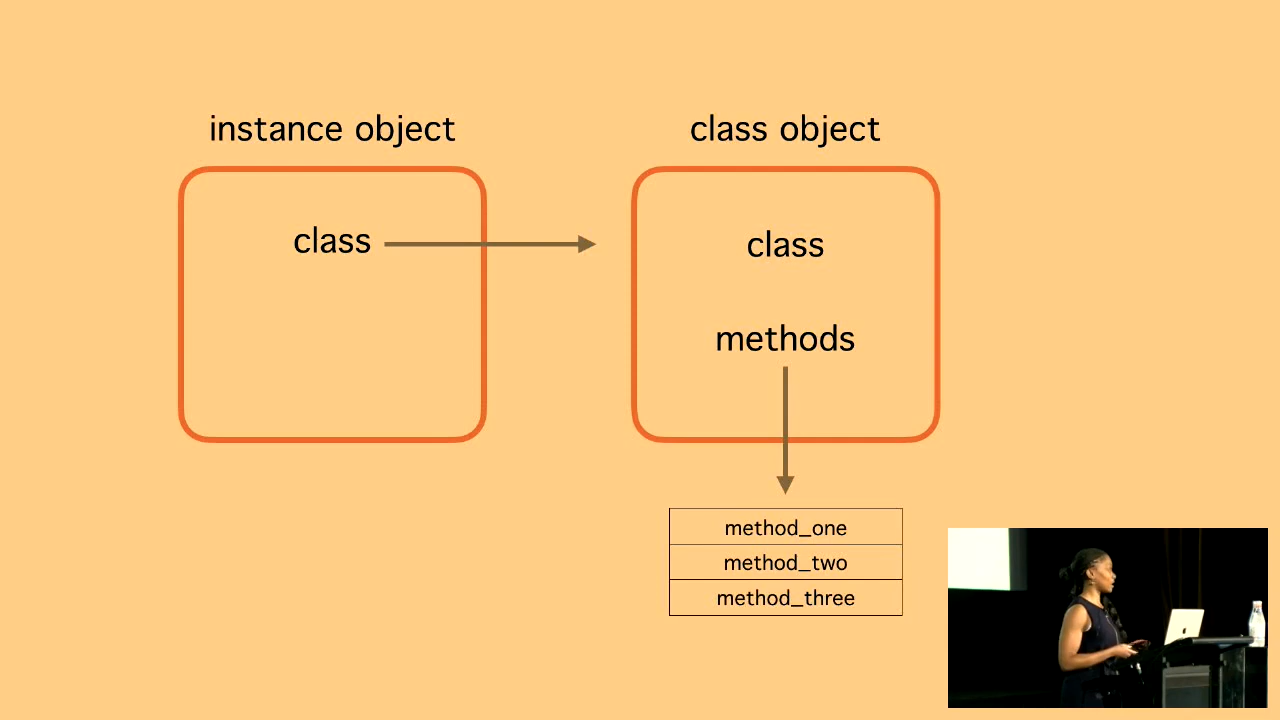 instance object
class object
class
class
methods
method_one
method_two
method_three